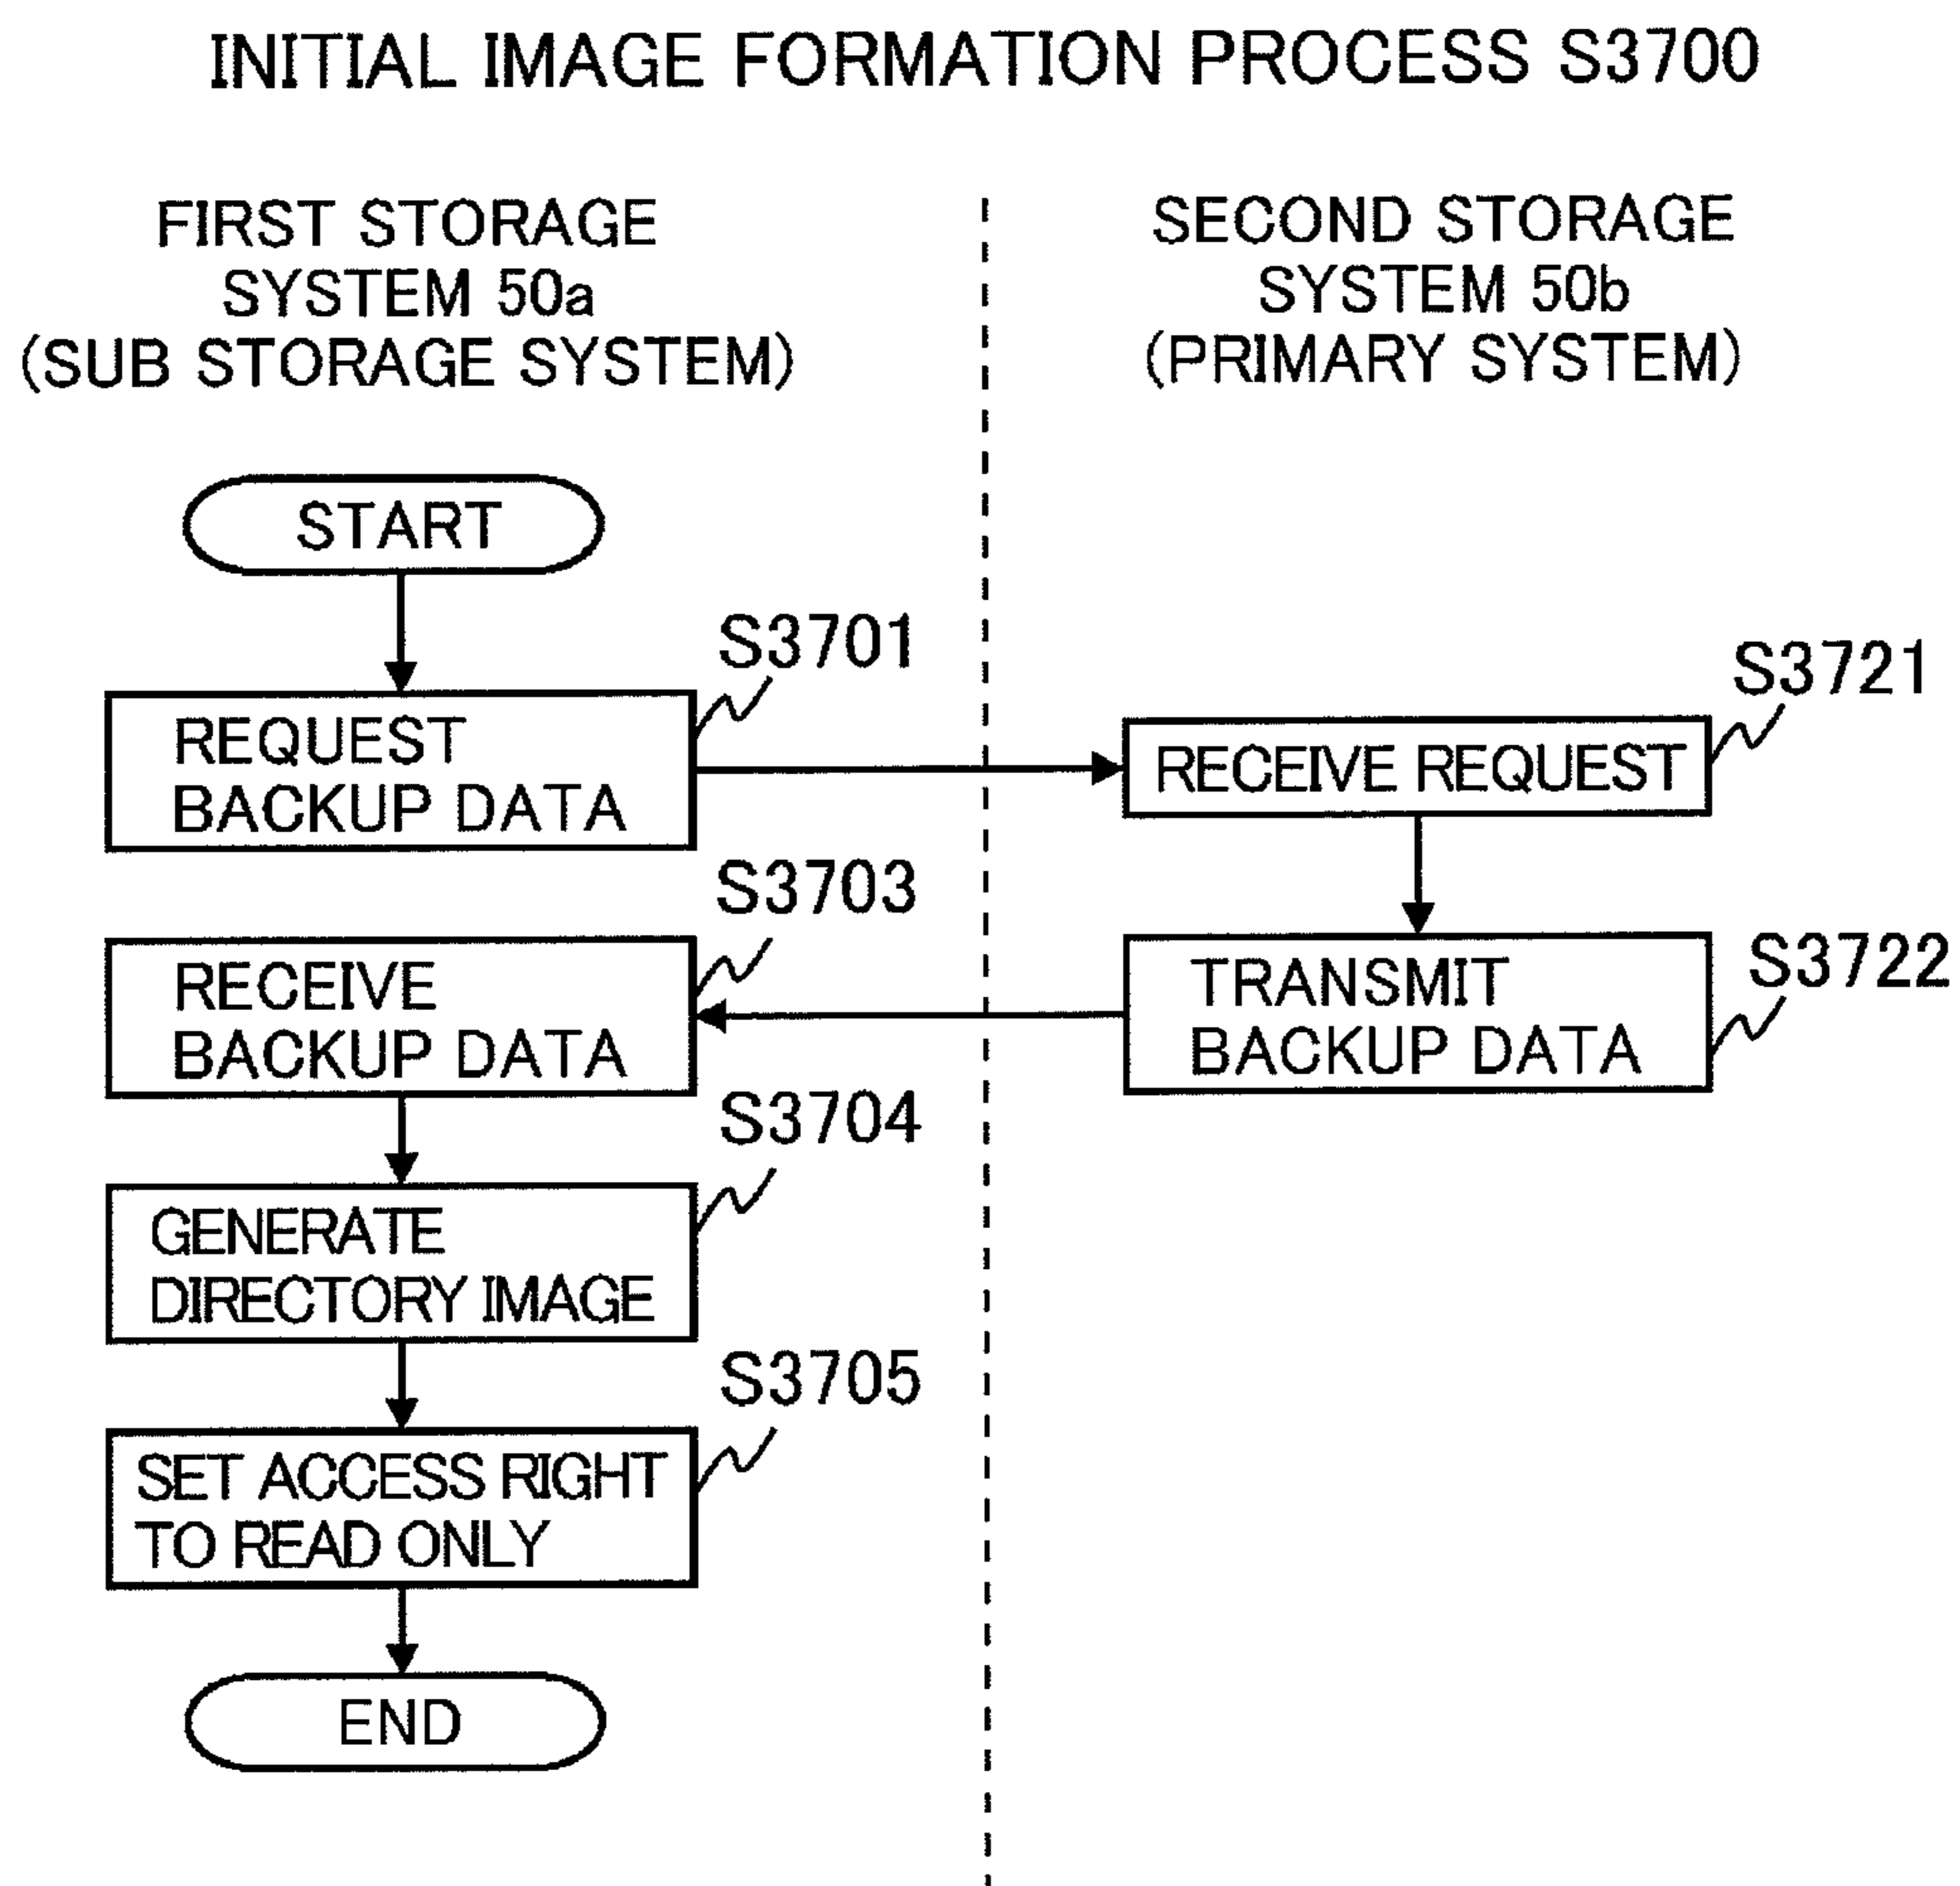 INITIAL IMAGE FORMATION PROCESS S3700
FIRST STORAGE
SYSTEM 50a
(SUB STORAGE SYSTEM)
SECOND STORAGE
SYSTEM 50b
(PRIMARY SYSTEM)
START
S3701
REQUEST
BACKUP DATA
S3721
RECEIVE REQUEST
S3703
RECEIVE
BACKUP DATA
S3722
TRANSMIT
BACKUP DATA
S3704
GENERATE
DIRECTORY IMAGE
S3705
SET ACCESS RIGHT
TO READ ONLY
END